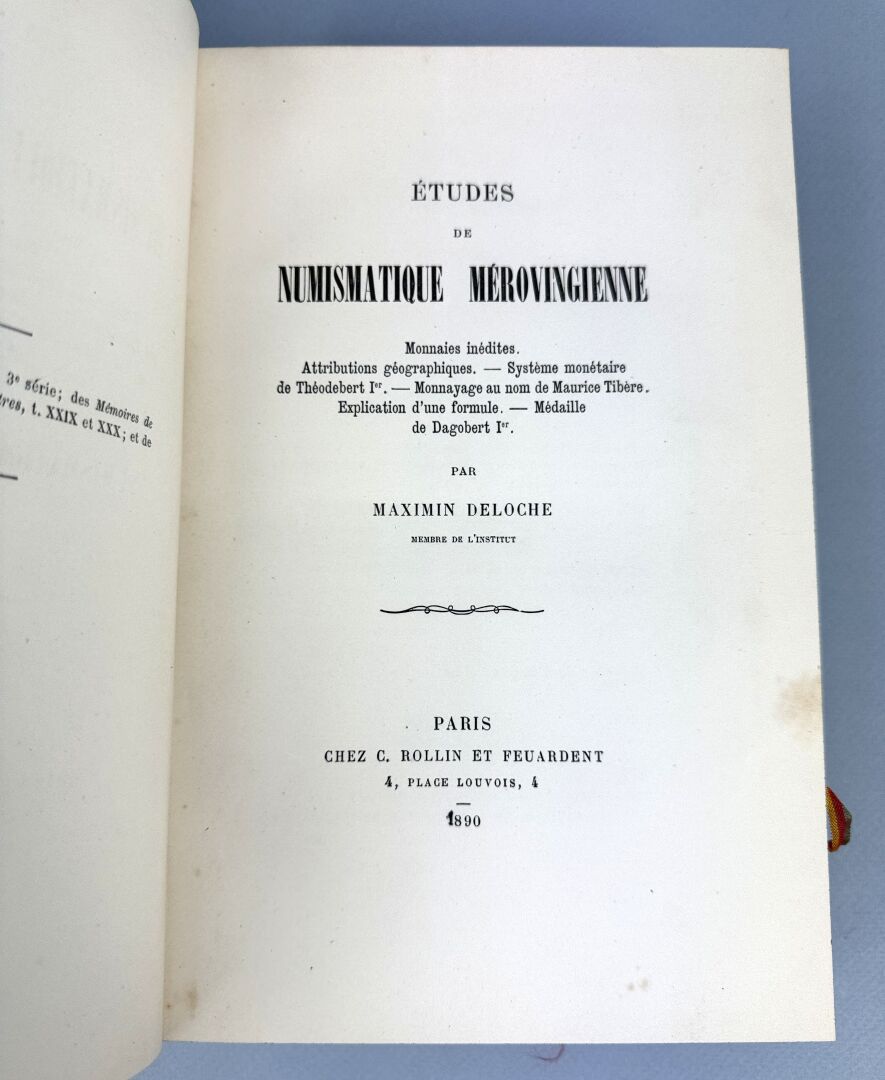 3e série; des Mémoires de
t. XXIX et XXX; et de
ÉTUDES
DE
NUMISMATIQUE MÉROVINGIENNE
Monnaies inédites.
Attributions géographiques. — Système monétaire
de Théodebert Ier. — Monnayage au nom de Maurice Tibère.
Explication d'une formule. — Médaille
de Dagobert Ier.
PAR
MAXIMIN DELOCHE
MEMBRE DE L'INSTITUT
PARIS
CHEZ C. ROLLIN ET FEUARDENT
4, PLACE LOUVOIS, 4
1890